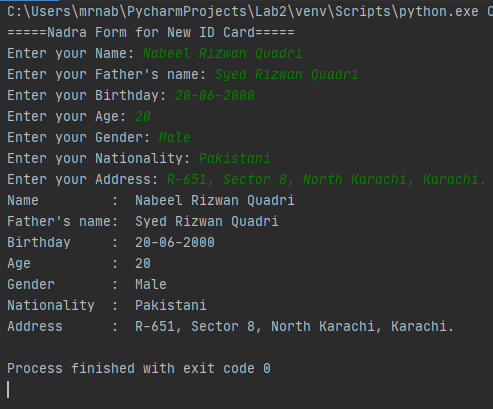 C:\Users\mrnab\PycharmProjects\Lab2\venv\Scripts\python.exe C
=====Nadra Form for New ID Card=====
Enter your Name: Nabeel Rizwan Quadri
Enter your Father's name: Syed Rizwan Quadri
Enter your Birthday: 20-06-2000
Enter your Age: 20
Enter your Gender: Male
Enter your Nationality: Pakistani
Enter your Address: R-651, Sector 8, North Karachi, Karachi.
Name         :  Nabeel Rizwan Quadri
Father's name:  Syed Rizwan Quadri
Birthday     :  20-06-2000
Age          :  20
Gender       :  Male
Nationality  :  Pakistani
Address      :  R-651, Sector 8, North Karachi, Karachi.
Process finished with exit code 0